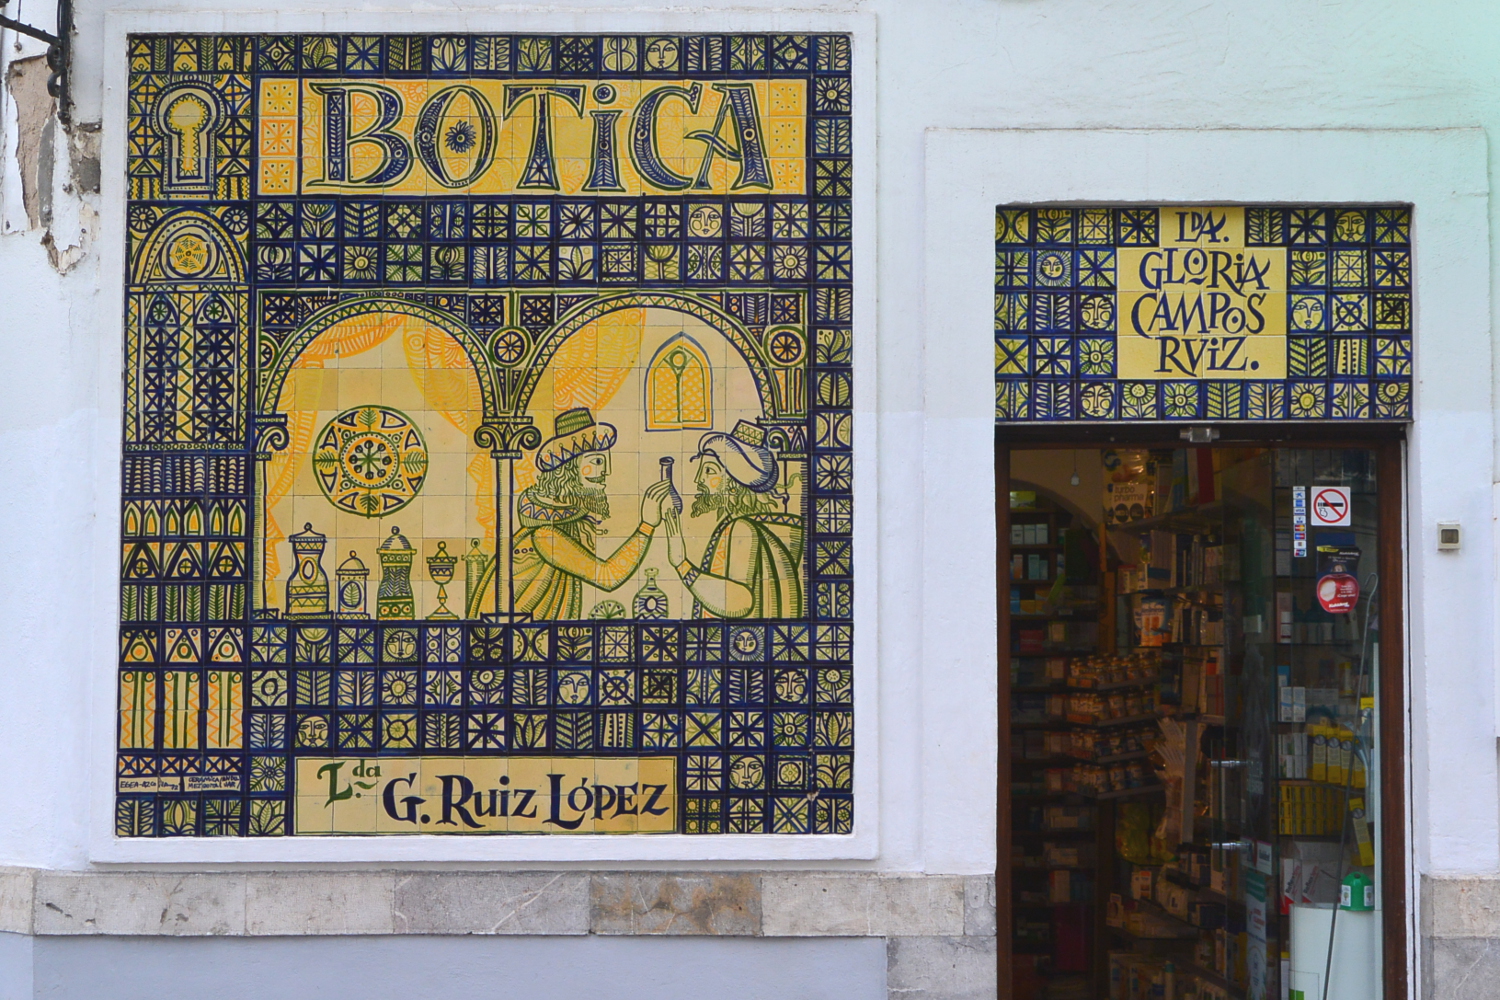 BOTiCA
Lda. G. Ruiz López
LDA.
GLORiA
CAMPOS
RViZ.